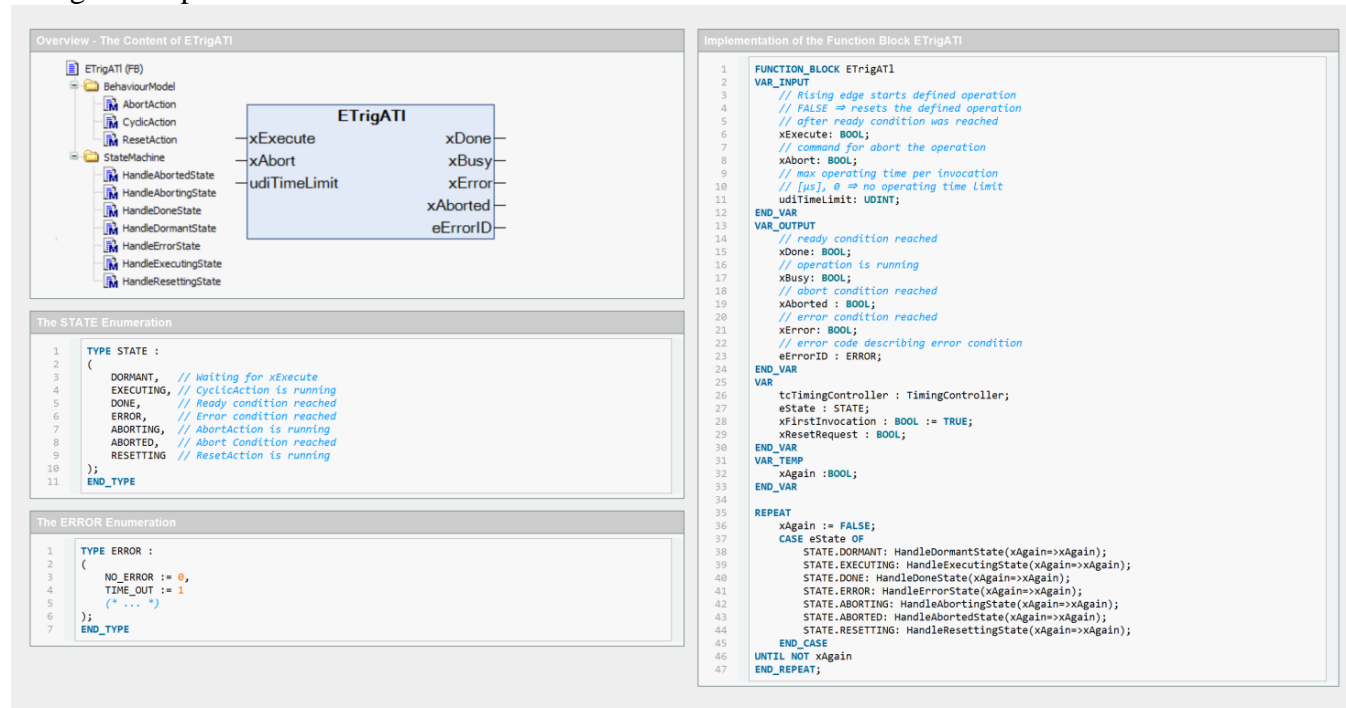 Overview - The Content of ETrigATl
ETrigATl (FB)
BehaviourModel
AbortAction
CyclicAction
ResetAction
StateMachine
HandleAbortedState
HandleAbortingState
HandleDoneState
HandleDormantState
HandleErrorState
HandleExecutingState
HandleResettingState
ETrigATl
xExecute
xAbort
udiTimeLimit
xDone
xBusy
xError
xAborted
eErrorID
The STATE Enumeration
1 TYPE STATE :
2 (
3 DORMANT, // Waiting for xExecute
4 EXECUTING, // CyclicAction is running
5 DONE, // Ready condition reached
6 ERROR, // Error condition reached
7 ABORTING, // AbortAction is running
8 ABORTED, // Abort Condition reached
9 RESETTING // ResetAction is running
10 );
11 END_TYPE
The ERROR Enumeration
1 TYPE ERROR :
2 (
3 NO_ERROR := 0,
4 TIME_OUT := 1
5 (* ... *)
6 );
7 END_TYPE
Implementation of the Function Block ETrigATl
1 FUNCTION_BLOCK ETrigATl
2 VAR_INPUT
3 // Rising edge starts defined operation
4 // FALSE ⇒ resets the defined operation
5 // after ready condition was reached
6 xExecute: BOOL;
7 // command for abort the operation
8 xAbort: BOOL;
9 // max operating time per invocation
10 // [µs], 0 ⇒ no operating time limit
11 udiTimeLimit: UDINT;
12 END_VAR
13 VAR_OUTPUT
14 // ready condition reached
15 xDone: BOOL;
16 // operation is running
17 xBusy: BOOL;
18 // abort condition reached
19 xAborted : BOOL;
20 // error condition reached
21 xError: BOOL;
22 // error code describing error condition
23 eErrorID : ERROR;
24 END_VAR
25 VAR
26 tcTimingController : TimingController;
27 eState : STATE;
28 xFirstInvocation : BOOL := TRUE;
29 xResetRequest : BOOL;
30 END_VAR
31 VAR_TEMP
32 xAgain :BOOL;
33 END_VAR
34
35 REPEAT
36 xAgain := FALSE;
37 CASE eState OF
38 STATE.DORMANT: HandleDormantState(xAgain=>xAgain);
39 STATE.EXECUTING: HandleExecutingState(xAgain=>xAgain);
40 STATE.DONE: HandleDoneState(xAgain=>xAgain);
41 STATE.ERROR: HandleErrorState(xAgain=>xAgain);
42 STATE.ABORTING: HandleAbortingState(xAgain=>xAgain);
43 STATE.ABORTED: HandleAbortedState(xAgain=>xAgain);
44 STATE.RESETTING: HandleResettingState(xAgain=>xAgain);
45 END_CASE
46 UNTIL NOT xAgain
47 END_REPEAT;